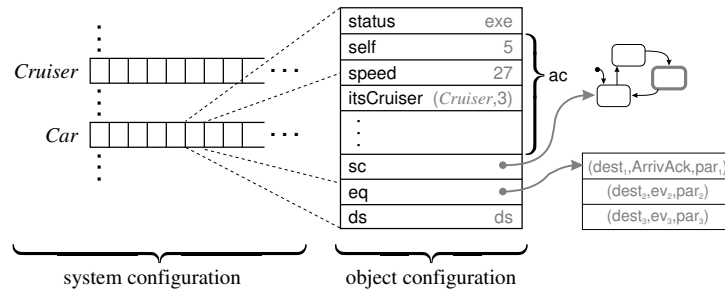 status exe
self 5
Cruiser
speed 27
ac
itsCruiser (Cruiser,3)
Car
sc
(dest1,ArrivAck,par1)
eq
(dest2,ev2,par2)
ds ds
(dest3,ev3,par3)
system configuration
object configuration